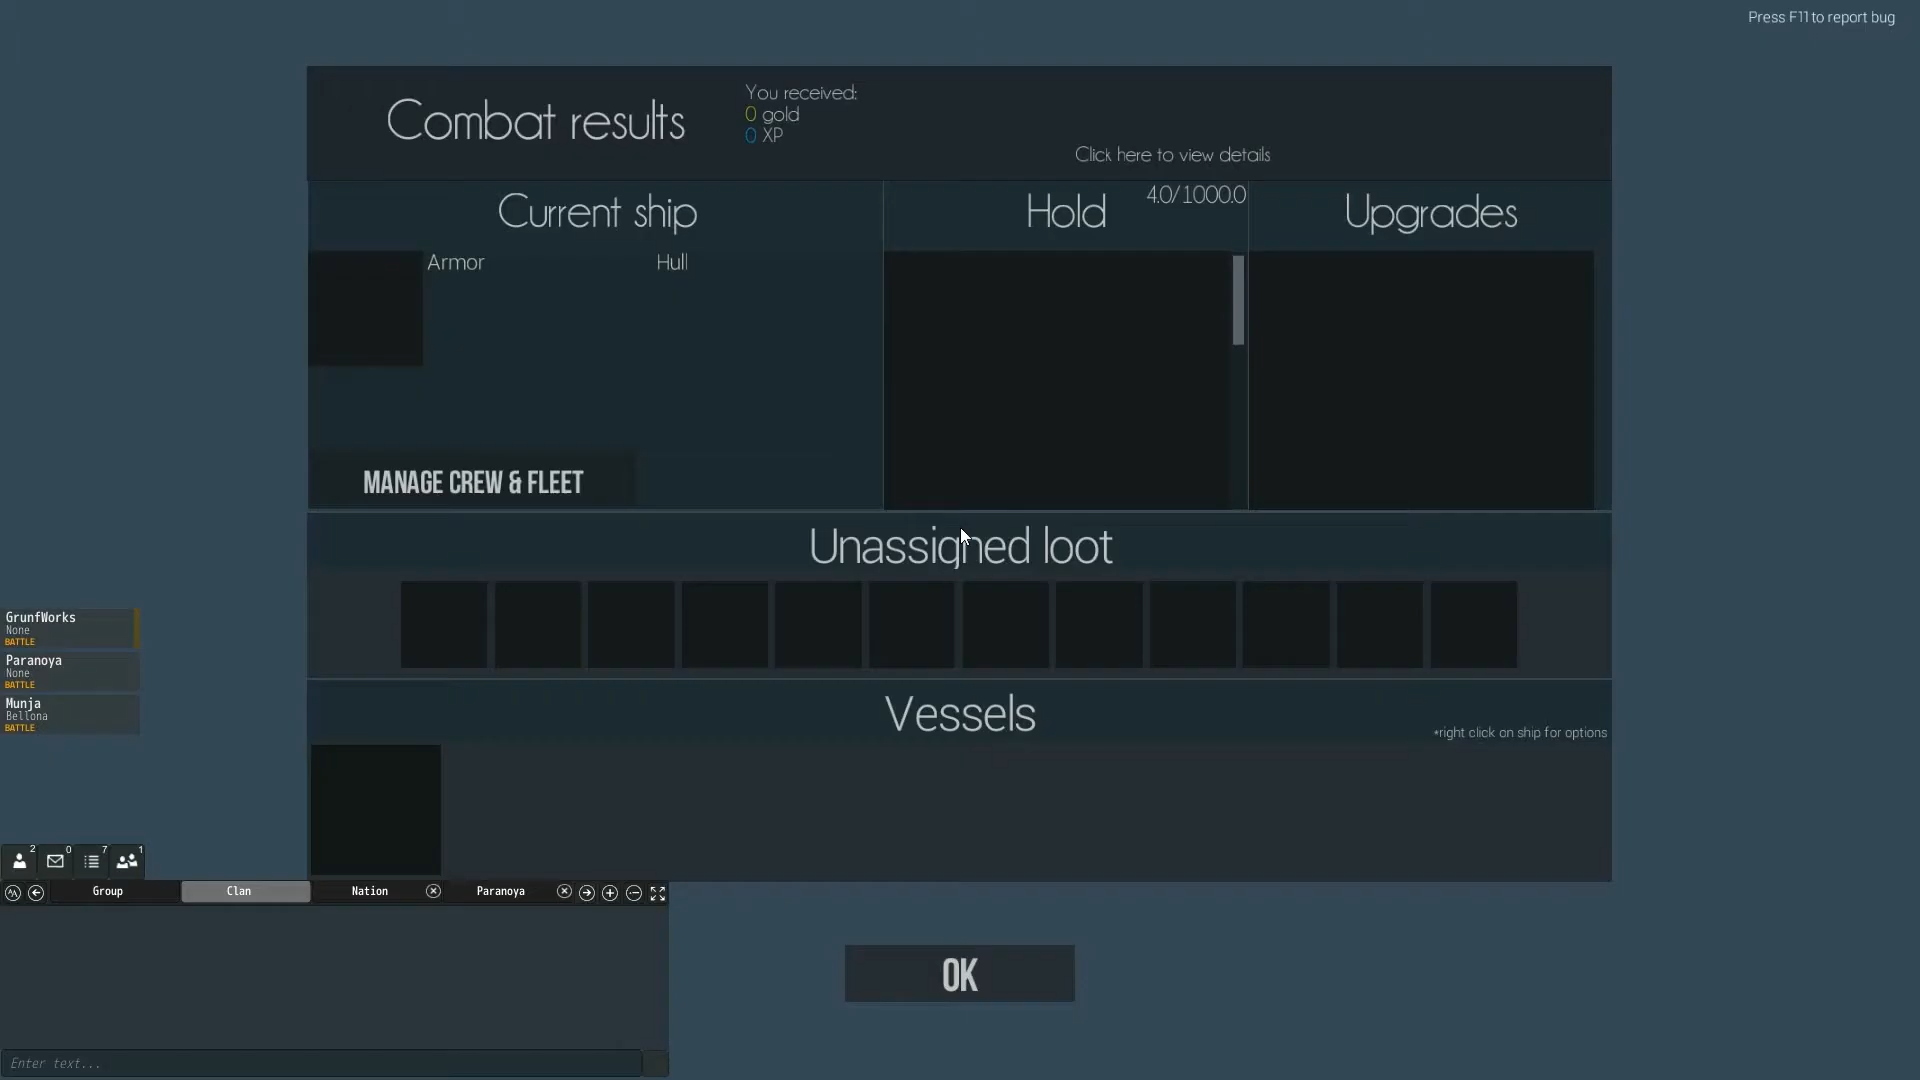 Press F11 to report bug
Combat results
You received:
0 gold
0 XP
Click here to view details
Current ship
Hold
4.0/1000.0
Upgrades
Armor
Hull
MANAGE CREW & FLEET
Unassigned loot
GrunfWorks
None
BATTLE
Paranoya
None
BATTLE
Munja
Bellona
BATTLE
Vessels
*right click on ship for options
2 0 7 1
Group Clan Nation Paranoya
OK
Enter text...